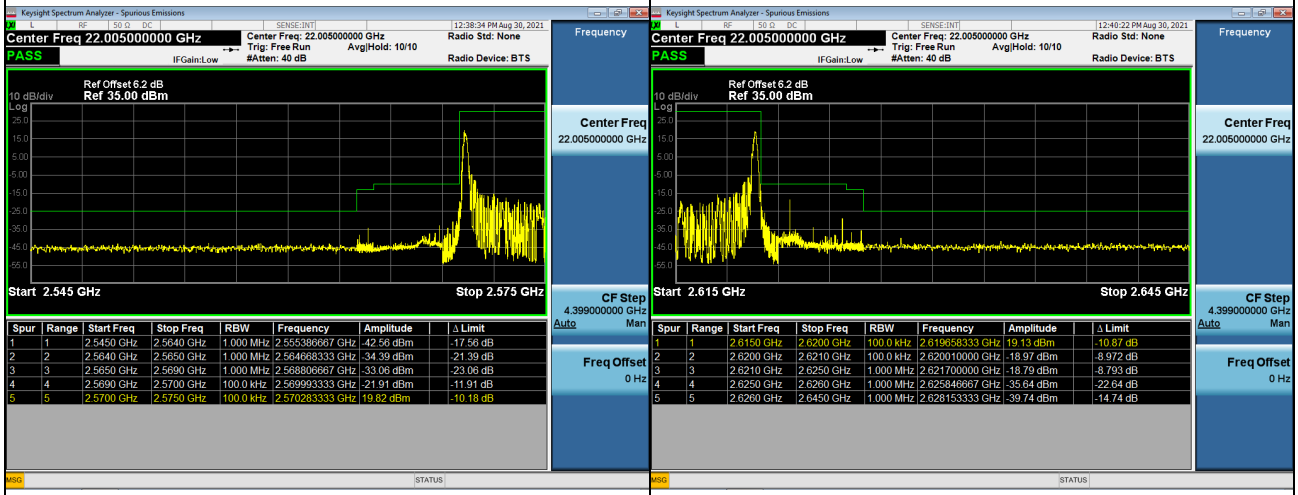 Keysight Spectrum Analyzer - Spurious Emissions
L RF 50 Ω DC SENSE:INT 12:38:34 PM Aug 30, 2021
Center Freq 22.005000000 GHz Center Freq: 22.005000000 GHz Radio Std: None Frequency
Trig: Free Run Avg|Hold: 10/10
PASS IFGain:Low #Atten: 40 dB Radio Device: BTS
Ref Offset 6.2 dB
10 dB/div Ref 35.00 dBm
Log
25.0
15.0
5.00
-5.00
-15.0
-25.0
-35.0
-45.0
-55.0
Start 2.545 GHz Stop 2.575 GHz
Center Freq
22.005000000 GHz
CF Step
4.399000000 GHz
Auto Man
Freq Offset
0 Hz
Spur Range Start Freq Stop Freq RBW Frequency Amplitude Δ Limit
1 1 2.5450 GHz 2.5640 GHz 1.000 MHz 2.555386667 GHz -42.56 dBm -17.56 dB
2 2 2.5640 GHz 2.5650 GHz 1.000 MHz 2.564668333 GHz -34.39 dBm -21.39 dB
3 3 2.5650 GHz 2.5690 GHz 1.000 MHz 2.568806667 GHz -33.06 dBm -23.06 dB
4 4 2.5690 GHz 2.5700 GHz 100.0 kHz 2.569993333 GHz -21.91 dBm -11.91 dB
5 5 2.5700 GHz 2.5750 GHz 100.0 kHz 2.570283333 GHz 19.82 dBm -10.18 dB
MSG STATUS
Keysight Spectrum Analyzer - Spurious Emissions
L RF 50 Ω DC SENSE:INT 12:40:22 PM Aug 30, 2021
Center Freq 22.005000000 GHz Center Freq: 22.005000000 GHz Radio Std: None Frequency
Trig: Free Run Avg|Hold: 10/10
PASS IFGain:Low #Atten: 40 dB Radio Device: BTS
Ref Offset 6.2 dB
10 dB/div Ref 35.00 dBm
Log
25.0
15.0
5.00
-5.00
-15.0
-25.0
-35.0
-45.0
-55.0
Start 2.615 GHz Stop 2.645 GHz
Center Freq
22.005000000 GHz
CF Step
4.399000000 GHz
Auto Man
Freq Offset
0 Hz
Spur Range Start Freq Stop Freq RBW Frequency Amplitude Δ Limit
1 1 2.6150 GHz 2.6200 GHz 100.0 kHz 2.619658333 GHz 19.13 dBm -10.87 dB
2 2 2.6200 GHz 2.6210 GHz 100.0 kHz 2.620010000 GHz -18.97 dBm -8.972 dB
3 3 2.6210 GHz 2.6250 GHz 1.000 MHz 2.621700000 GHz -18.79 dBm -8.793 dB
4 4 2.6250 GHz 2.6260 GHz 1.000 MHz 2.625846667 GHz -35.64 dBm -22.64 dB
5 5 2.6260 GHz 2.6450 GHz 1.000 MHz 2.628153333 GHz -39.74 dBm -14.74 dB
MSG STATUS